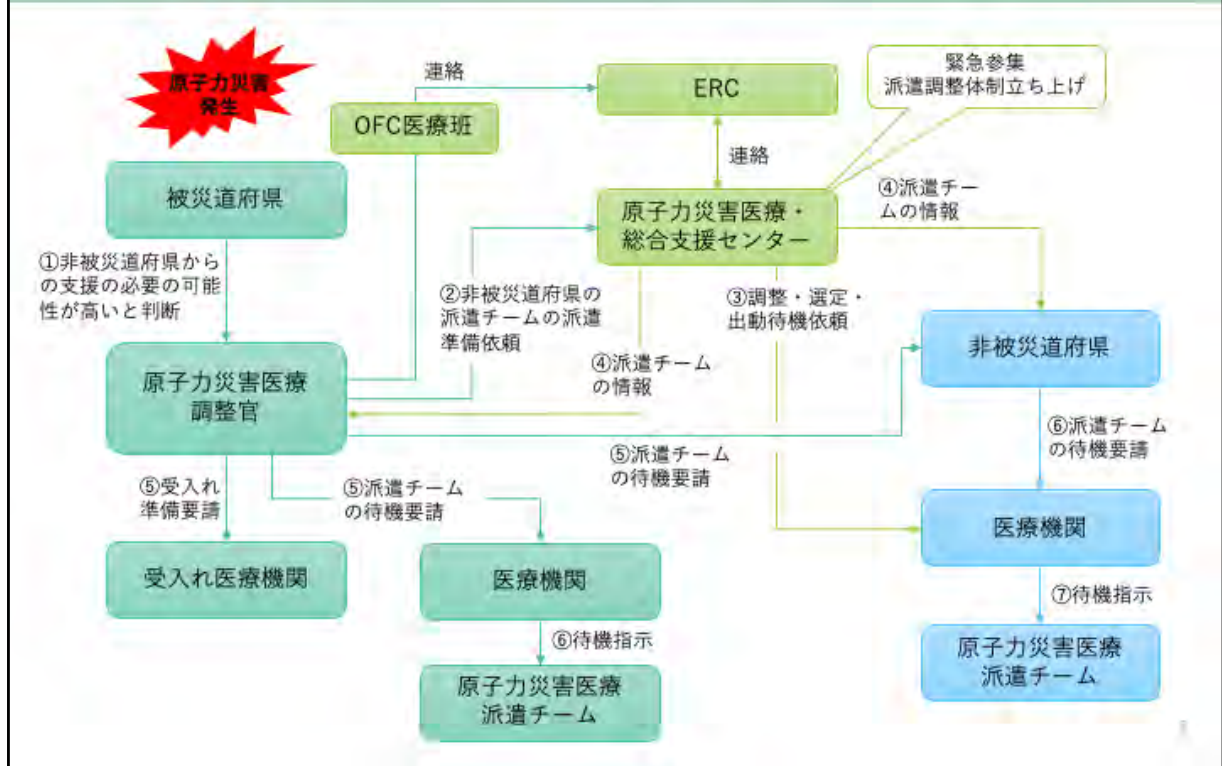 原子力災害
発生
連絡
ERC
緊急参集
派遣調整体制立ち上げ
OFC医療班
連絡
被災道府県
原子力災害医療・
総合支援センター
④派遣チー
ムの情報
①非被災道府県から
の支援の必要の可能
性が高いと判断
②非被災道府県の
派遣チームの派遣
準備依頼
③調整・選定・
出動待機依頼
非被災道府県
原子力災害医療
調整官
④派遣チーム
の情報
⑤派遣チーム
の待機要請
⑥派遣チーム
の待機要請
⑤受入れ
準備要請
⑤派遣チーム
の待機要請
医療機関
受入れ医療機関
医療機関
⑦待機指示
⑥待機指示
原子力災害医療
派遣チーム
原子力災害医療
派遣チーム